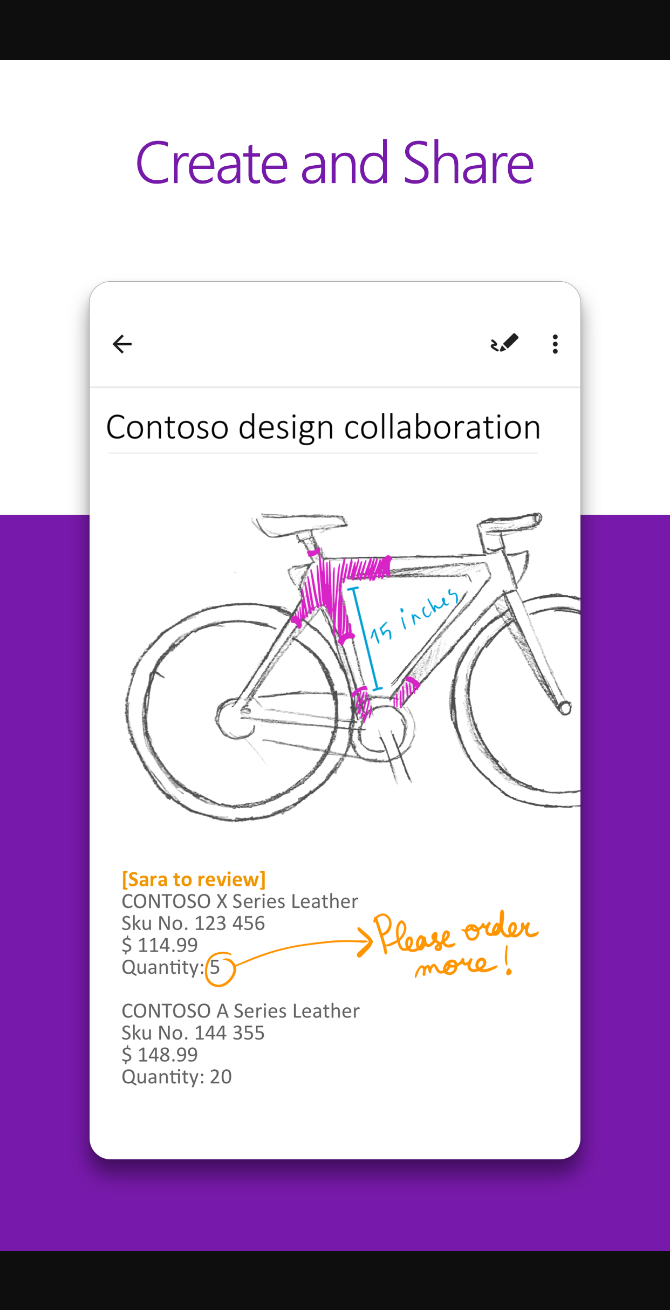 Create and Share
Contoso design collaboration
15 inches
[Sara to review]
CONTOSO X Series Leather
Sku No. 123 456
$ 114.99
Quantity: 5
Please order
more!
CONTOSO A Series Leather
Sku No. 144 355
$ 148.99
Quantity: 20